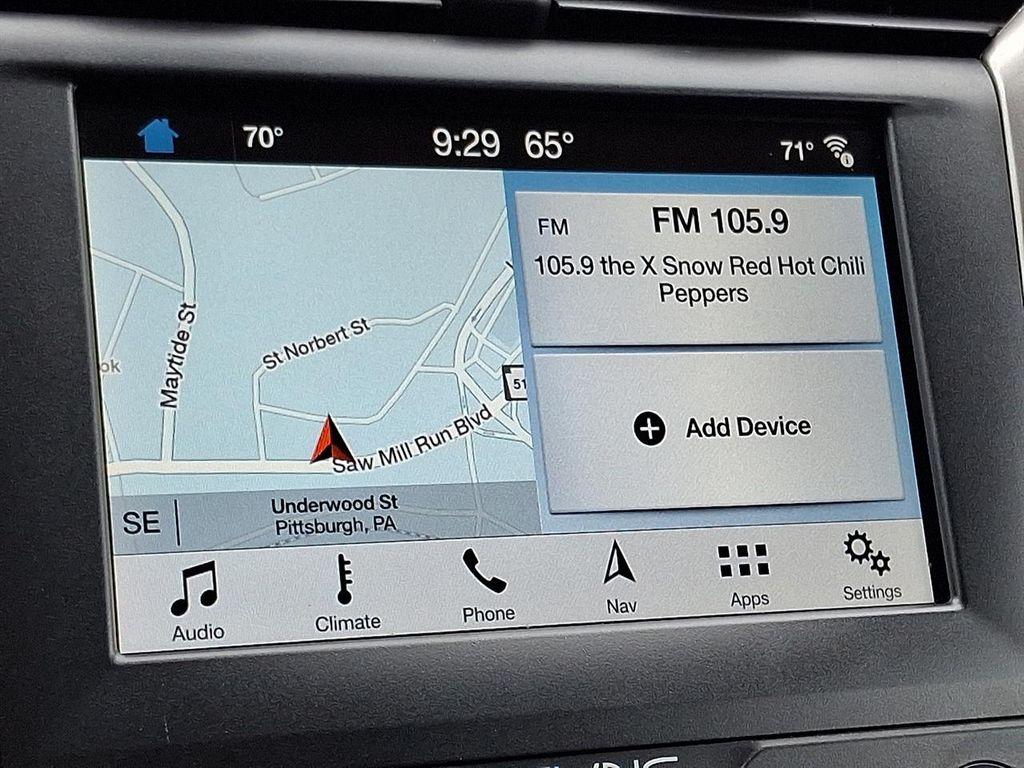 70° 9:29 65° 71°
Maytide St
St Norbert St
ok
51
Saw Mill Run Blvd
SE
Underwood St
Pittsburgh, PA
FM FM 105.9
105.9 the X Snow Red Hot Chili
Peppers
Add Device
Audio Climate Phone Nav Apps Settings